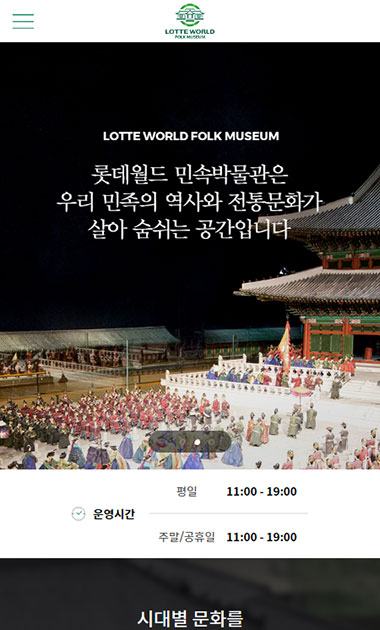 LOTTE WORLD
FOLK MUSEUM
LOTTE WORLD FOLK MUSEUM
롯데월드 민속박물관은
우리 민족의 역사와 전통문화가
살아 숨쉬는 공간입니다
평일 11:00 - 19:00
운영시간
주말/공휴일 11:00 - 19:00
시대별 문화를